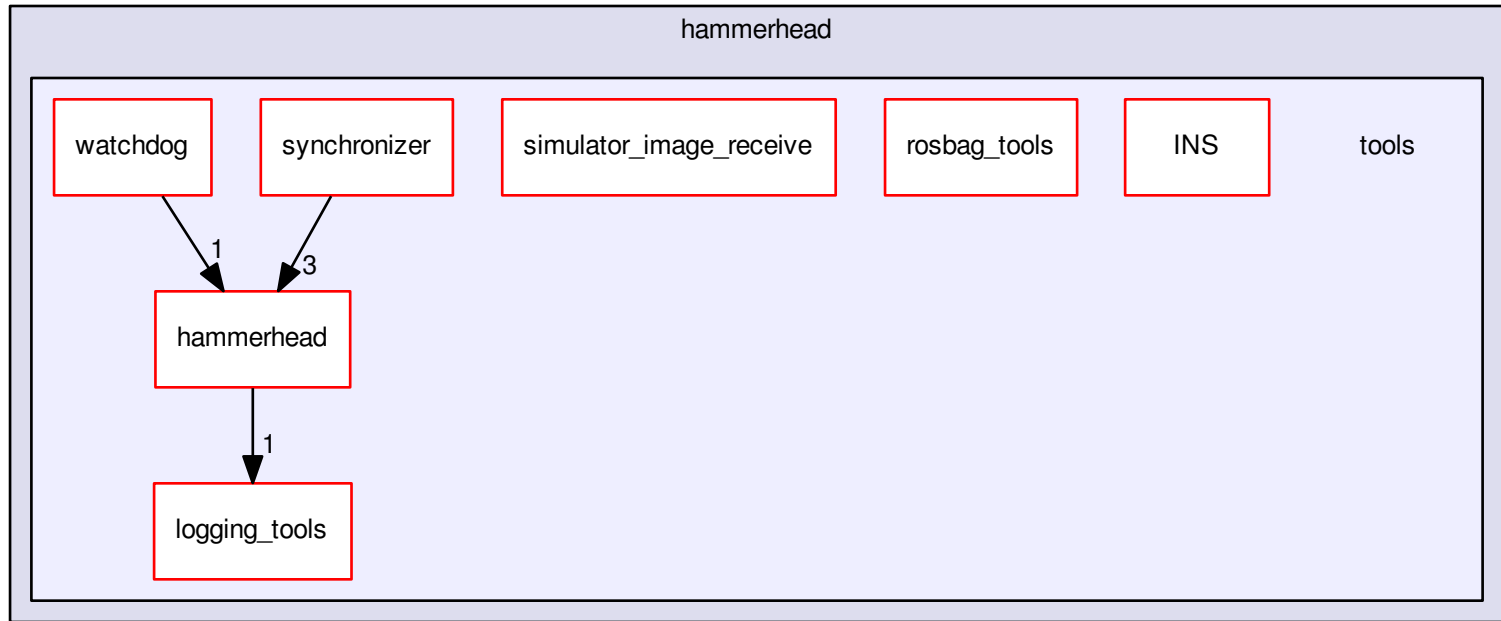 hammerhead
watchdog
synchronizer
simulator_image_receive
rosbag_tools
INS
tools
1
3
hammerhead
1
logging_tools